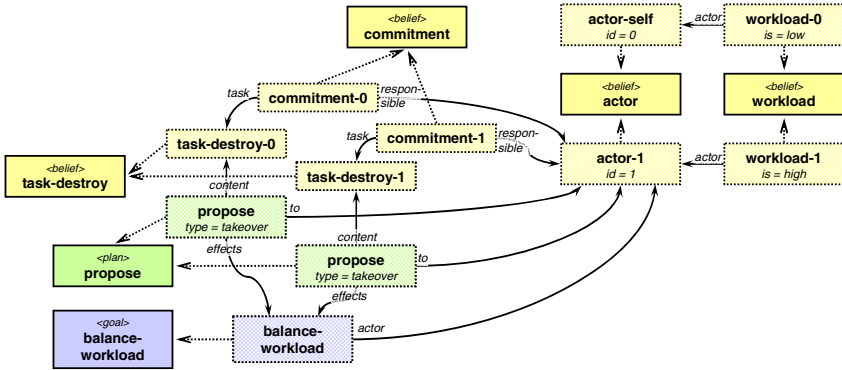 <belief>
commitment
actor-self
id = 0
actor
workload-0
is = low
task
commitment-0
respon-
sible
<belief>
actor
<belief>
workload
task-destroy-0
task
commitment-1
respon-
sible
<belief>
task-destroy
task-destroy-1
actor-1
id = 1
actor
workload-1
is = high
content
propose
type = takeover
to
content
effects
<plan>
propose
propose
type = takeover
to
effects
<goal>
balance-
workload
balance-
workload
actor